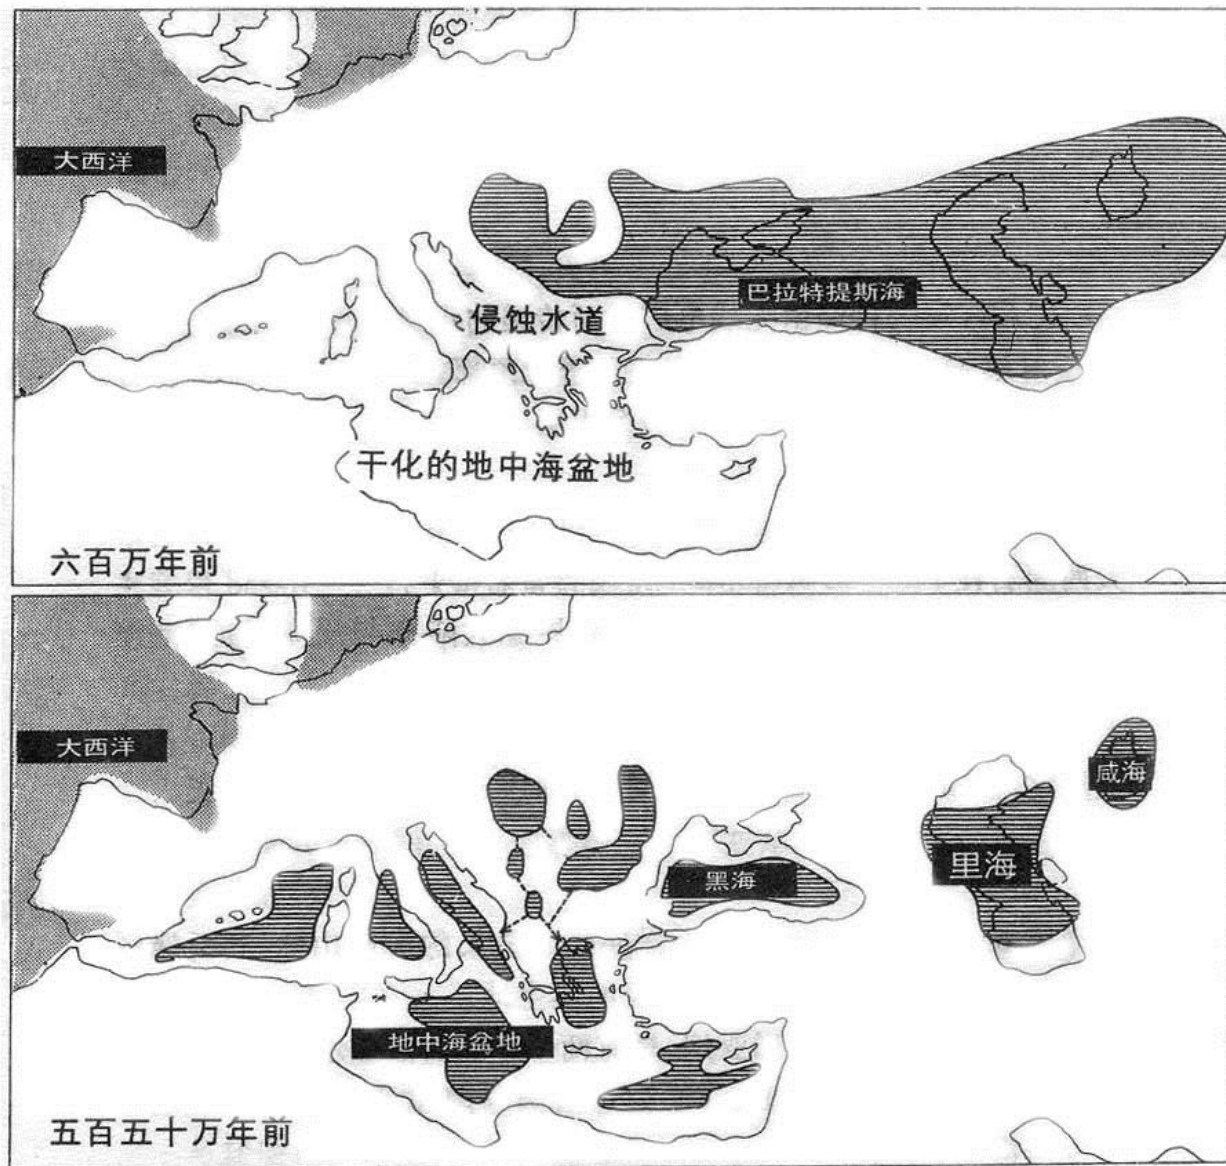 大西洋
巴拉特提斯海
侵蚀水道
干化的地中海盆地
六百万年前
大西洋
咸海
里海
黑海
地中海盆地
五百五十万年前